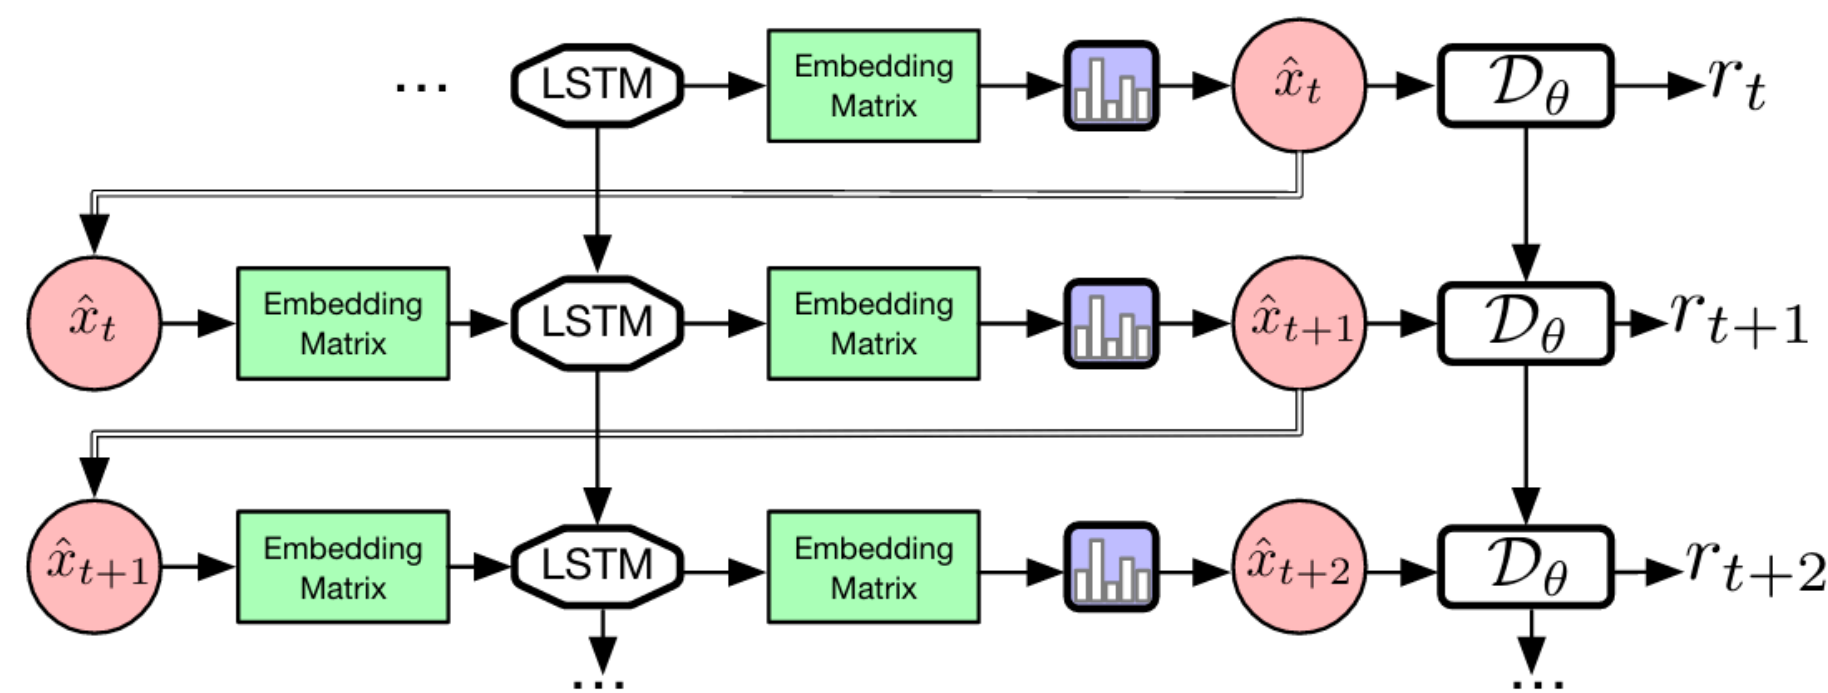 ... LSTM Embedding Matrix x̂_t 𝒟_θ r_t
x̂_t Embedding Matrix LSTM Embedding Matrix x̂_{t+1} 𝒟_θ r_{t+1}
x̂_{t+1} Embedding Matrix LSTM Embedding Matrix x̂_{t+2} 𝒟_θ r_{t+2}
... ...